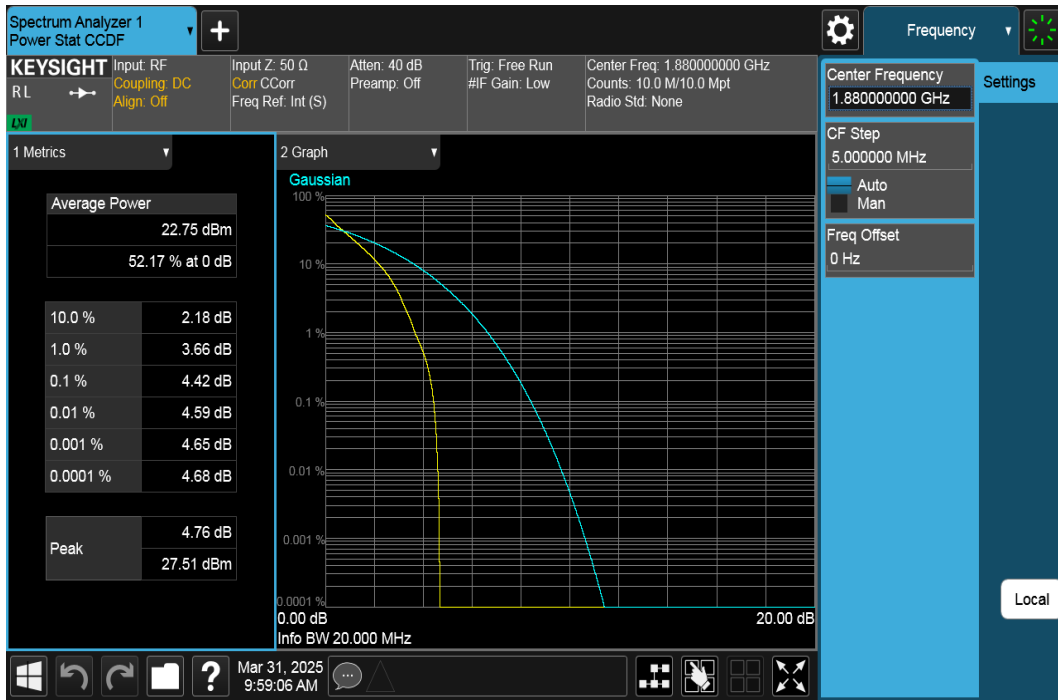 Spectrum Analyzer 1
Power Stat CCDF
Frequency
KEYSIGHT
R L
LXI
Input: RF
Coupling: DC
Align: Off
Input Z: 50 Ω
Corr CCorr
Freq Ref: Int (S)
Atten: 40 dB
Preamp: Off
Trig: Free Run
#IF Gain: Low
Center Freq: 1.880000000 GHz
Counts: 10.0 M/10.0 Mpt
Radio Std: None
Center Frequency
1.880000000 GHz
Settings
CF Step
5.000000 MHz
Auto
Man
Freq Offset
0 Hz
1 Metrics
Average Power
22.75 dBm
52.17 % at 0 dB
10.0 % 2.18 dB
1.0 % 3.66 dB
0.1 % 4.42 dB
0.01 % 4.59 dB
0.001 % 4.65 dB
0.0001 % 4.68 dB
Peak
4.76 dB
27.51 dBm
2 Graph
Gaussian
100 %
10 %
1 %
0.1 %
0.01 %
0.001 %
0.0001 %
0.00 dB 20.00 dB
Info BW 20.000 MHz
Local
?
Mar 31, 2025
9:59:06 AM